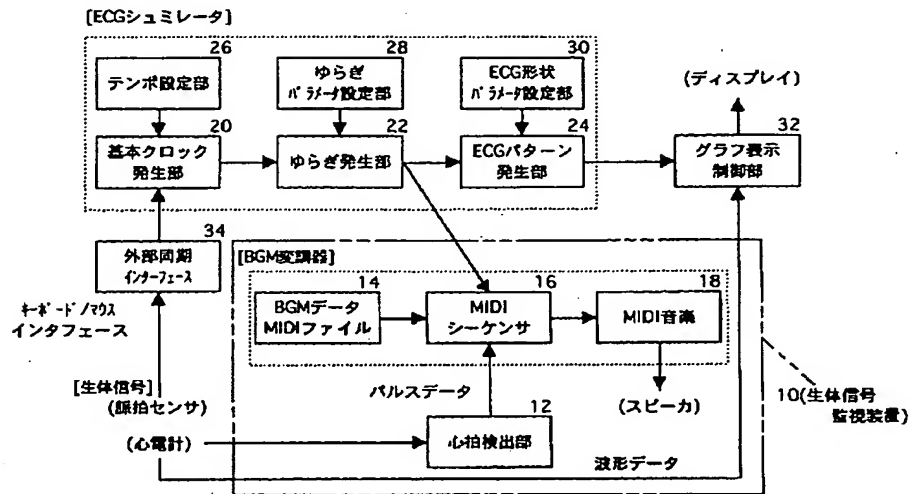 [ECGシュミレータ]
26
テンポ設定部
28
ゆらぎ
パラメータ設定部
30
ECG形状
パラメータ設定部
(ディスプレイ)
20
基本クロック
発生部
22
ゆらぎ発生部
24
ECGパターン
発生部
32
グラフ表示
制御部
34
外部同期
インターフェース
キーボード/マウス
インタフェース
[BGM変調器]
14
BGMデータ
MIDIファイル
16
MIDI
シーケンサ
18
MIDI音楽
[生体信号]
(脈拍センサ)
パルスデータ
(スピーカ)
10(生体信号
監視装置)
(心電計)
12
心拍検出部
波形データ